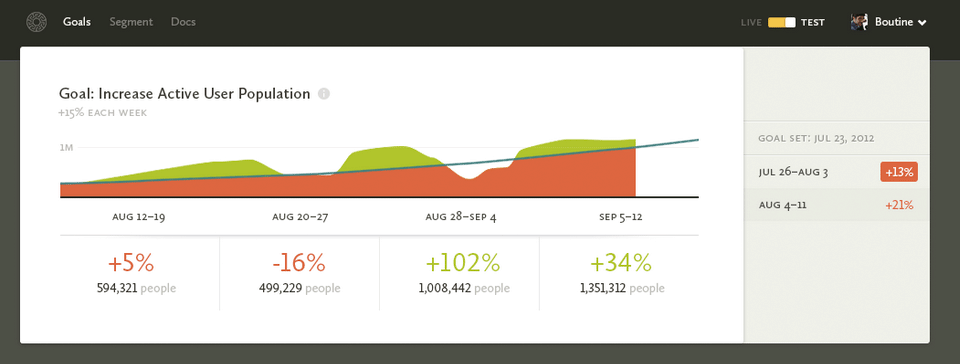 Goals Segment Docs LIVE TEST Boutine
Goal: Increase Active User Population i
+15% EACH WEEK
1M
AUG 12–19 AUG 20–27 AUG 28–SEP 4 SEP 5–12
+5% -16% +102% +34%
594,321 people 499,229 people 1,008,442 people 1,351,312 people
GOAL SET: JUL 23, 2012
JUL 26–AUG 3 +13%
AUG 4–11 +21%